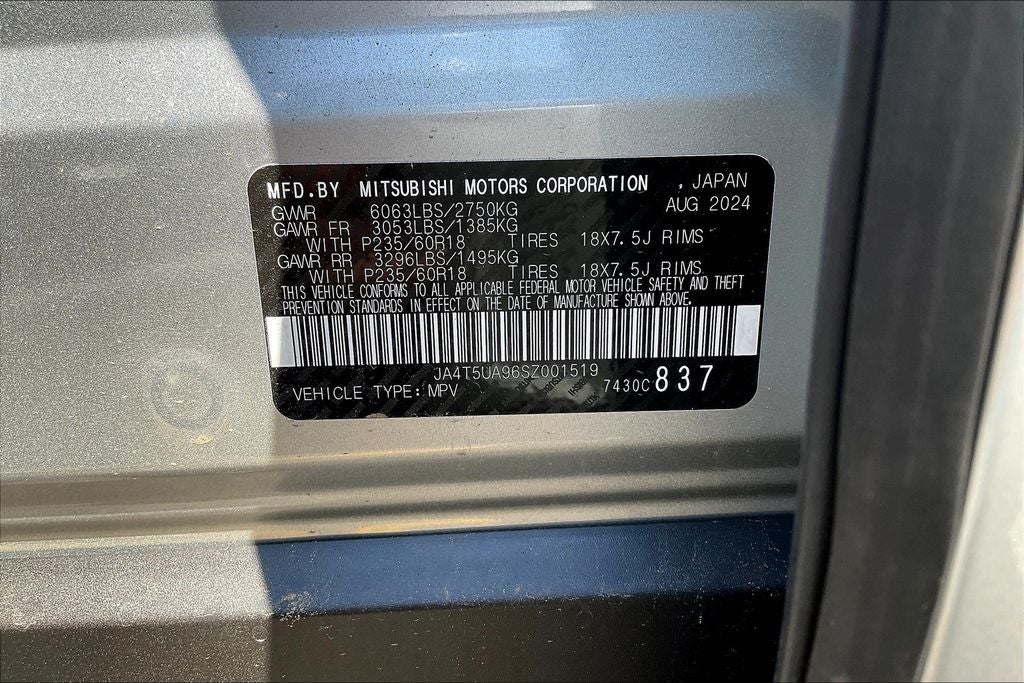 MFD.BY MITSUBISHI MOTORS CORPORATION , JAPAN
GVWR 6063LBS/2750KG AUG 2024
GAWR FR 3053LBS/1385KG
WITH P235/60R18 TIRES 18X7.5J RIMS
GAWR RR 3296LBS/1495KG
WITH P235/60R18 TIRES 18X7.5J RIMS
THIS VEHICLE CONFORMS TO ALL APPLICABLE FEDERAL MOTOR VEHICLE SAFETY AND THEFT
PREVENTION STANDARDS IN EFFECT ON THE DATE OF MANUFACTURE SHOWN ABOVE.
JA4T5UA96SZ001519
VEHICLE TYPE:MPV 7430C 837